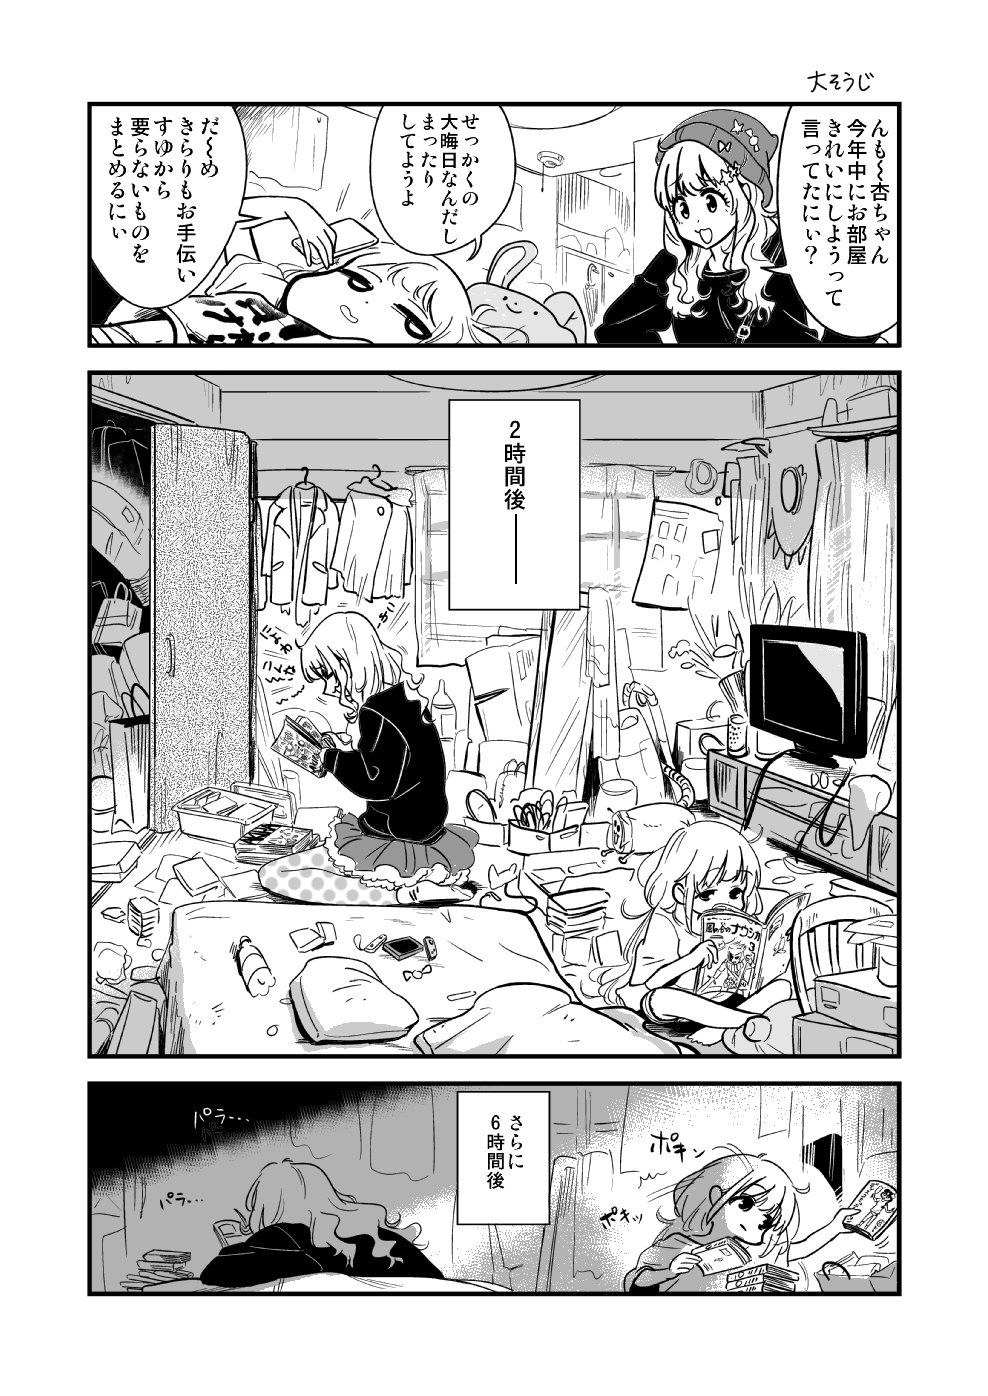 大そうじ
んも～杏ちゃん
今年中にお部屋
きれいにしようって
言ってたにぃ？
せっかくの
大晦日なんだし
まったり
してようよ
だ～め
きらりもお手伝い
すゆから
要らないものを
まとめるにぃ
2時間後――
風の谷のナウシカ
3
さらに
6時間後
ポキン
ポキッ
パラ…
パラ…